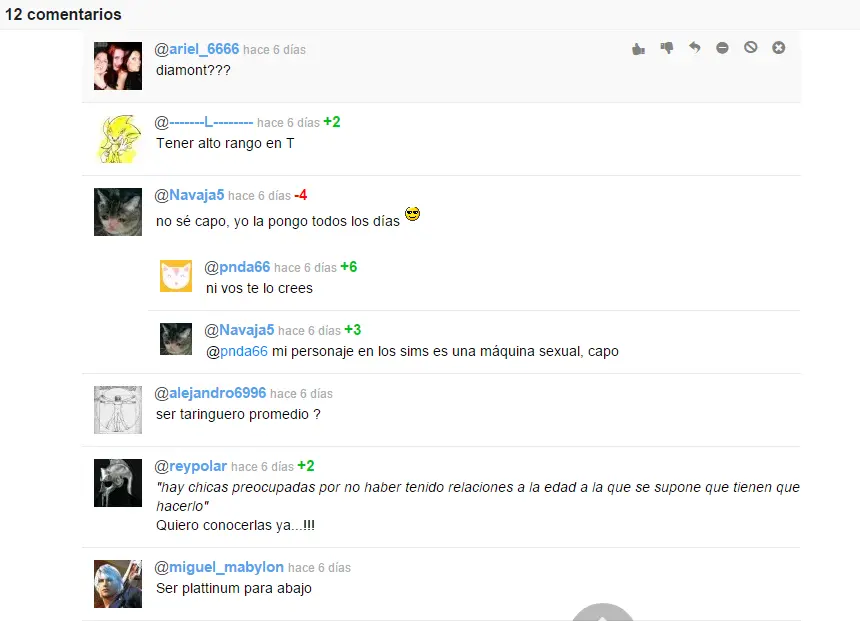 12 comentarios
@ariel_6666 hace 6 días
diamont???
@-------L-------- hace 6 días +2
Tener alto rango en T
@Navaja5 hace 6 días -4
no sé capo, yo la pongo todos los días
@pnda66 hace 6 días +6
ni vos te lo crees
@Navaja5 hace 6 días +3
@pnda66 mi personaje en los sims es una máquina sexual, capo
@alejandro6996 hace 6 días
ser taringuero promedio ?
@reypolar hace 6 días +2
"hay chicas preocupadas por no haber tenido relaciones a la edad a la que se supone que tienen que
hacerlo"
Quiero conocerlas ya...!!!
@miguel_mabylon hace 6 días
Ser plattinum para abajo